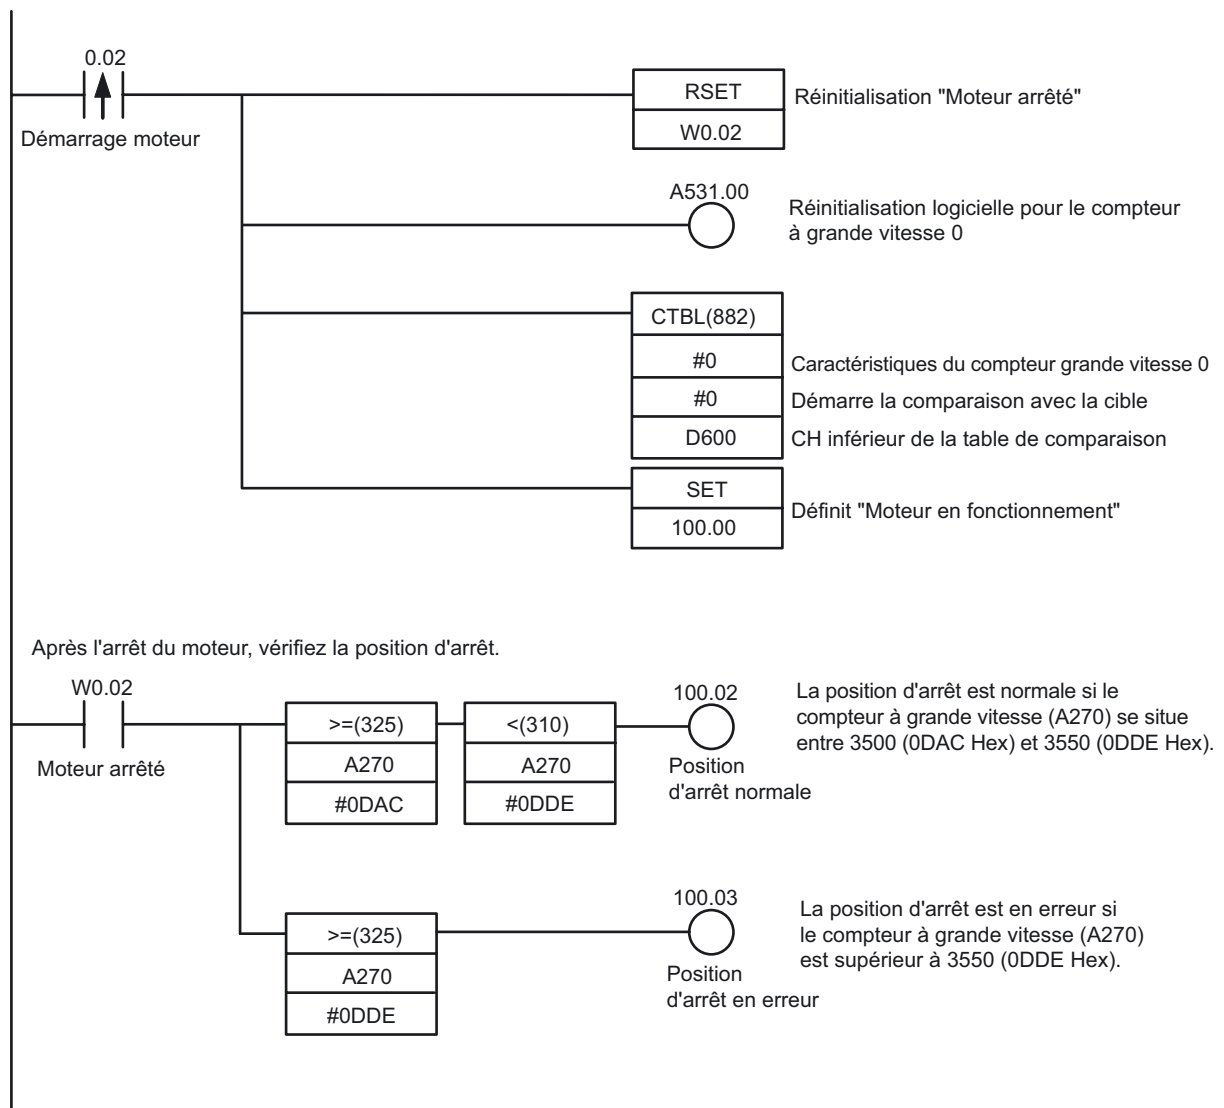 0.02
Démarrage moteur
RSET
W0.02
Réinitialisation "Moteur arrêté"
A531.00
Réinitialisation logicielle pour le compteur
à grande vitesse 0
CTBL(882)
#0
Caractéristiques du compteur grande vitesse 0
#0
Démarre la comparaison avec la cible
D600
CH inférieur de la table de comparaison
SET
100.00
Définit "Moteur en fonctionnement"
Après l'arrêt du moteur, vérifiez la position d'arrêt.
W0.02
Moteur arrêté
>=(325)
A270
#0DAC
<(310)
A270
#0DDE
100.02
Position
d'arrêt normale
La position d'arrêt est normale si le
compteur à grande vitesse (A270) se situe
entre 3500 (0DAC Hex) et 3550 (0DDE Hex).
>=(325)
A270
#0DDE
100.03
Position
d'arrêt en erreur
La position d'arrêt est en erreur si
le compteur à grande vitesse (A270)
est supérieur à 3550 (0DDE Hex).